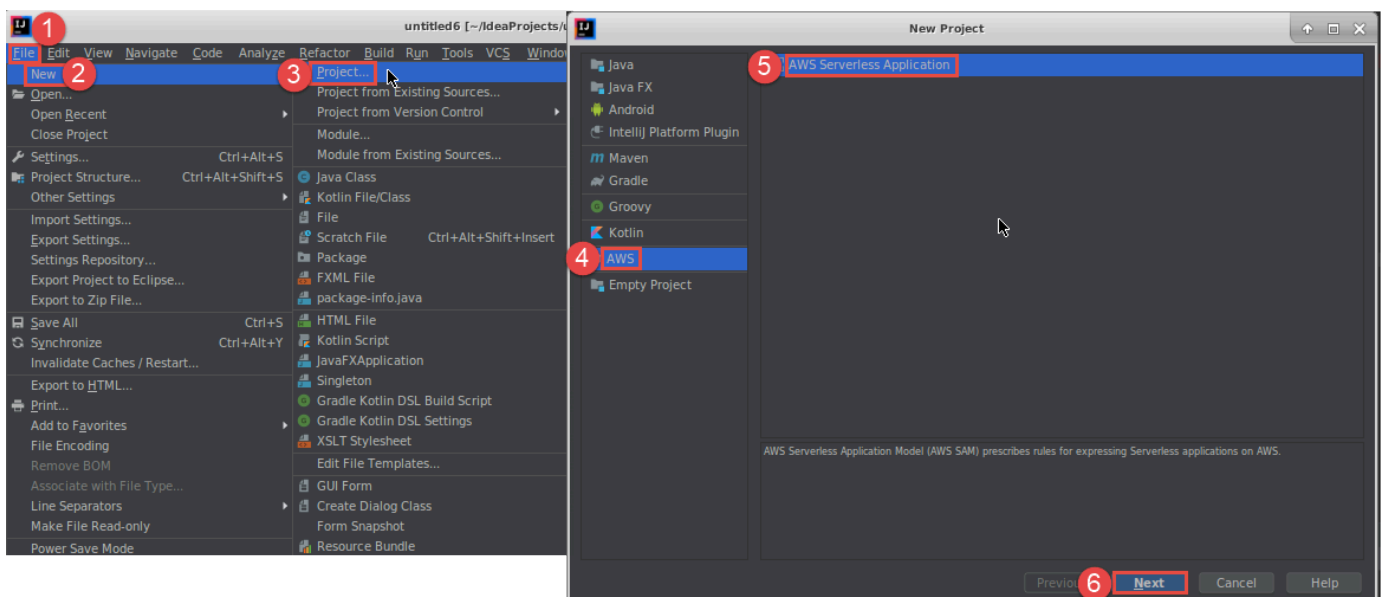 1
untitled6 [~/IdeaProjects/
File Edit View Navigate Code Analyze Refactor Build Run Tools VCS
New
2
Open...
Open Recent
Close Project
Settings... Ctrl+Alt+S
Project Structure... Ctrl+Alt+Shift+S
Other Settings
Import Settings...
Export Settings...
Settings Repository...
Export Project to Eclipse...
Export to Zip File...
Save All Ctrl+S
Synchronize Ctrl+Alt+Y
Invalidate Caches / Restart...
Export to HTML...
Print...
Add to Favorites
File Encoding
Remove BOM
Associate with File Type...
Line Separators
Make File Read-only
Power Save Mode
3
Project...
Project from Existing Sources...
Project from Version Control
Module...
Module from Existing Sources...
Java Class
Kotlin File/Class
File
Scratch File Ctrl+Alt+Shift+Insert
Package
FXML File
package-info.java
HTML File
Kotlin Script
JavaFXApplication
Singleton
Gradle Kotlin DSL Build Script
Gradle Kotlin DSL Settings
XSLT Stylesheet
Edit File Templates...
GUI Form
Create Dialog Class
Form Snapshot
Resource Bundle
New Project
Java
Java FX
Android
IntelliJ Platform Plugin
Maven
Gradle
Groovy
Kotlin
4
AWS
Empty Project
5
AWS Serverless Application
AWS Serverless Application Model (AWS SAM) prescribes rules for expressing Serverless applications on AWS.
6
Next Cancel Help